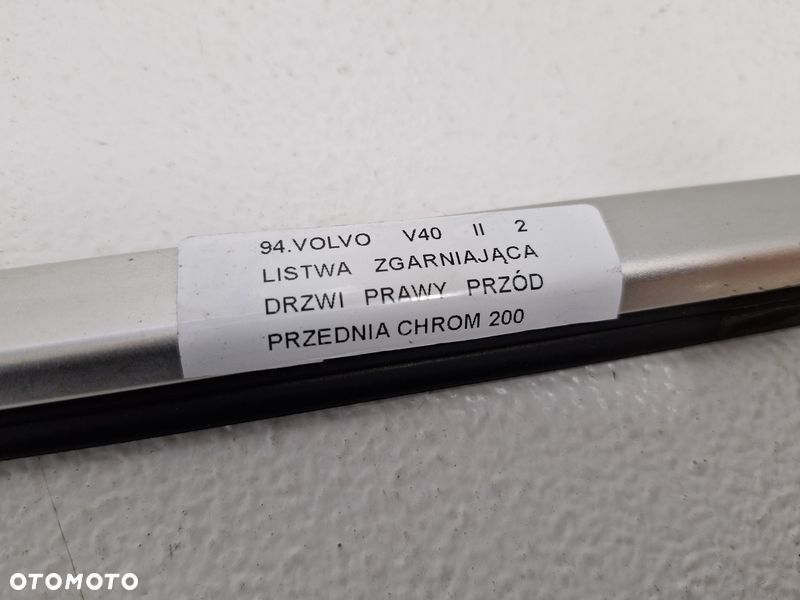 94.VOLVO V40 II 2
LISTWA ZGARNIAJĄCA
DRZWI PRAWY PRZÓD
PRZEDNIA CHROM 200
OTOMOTO